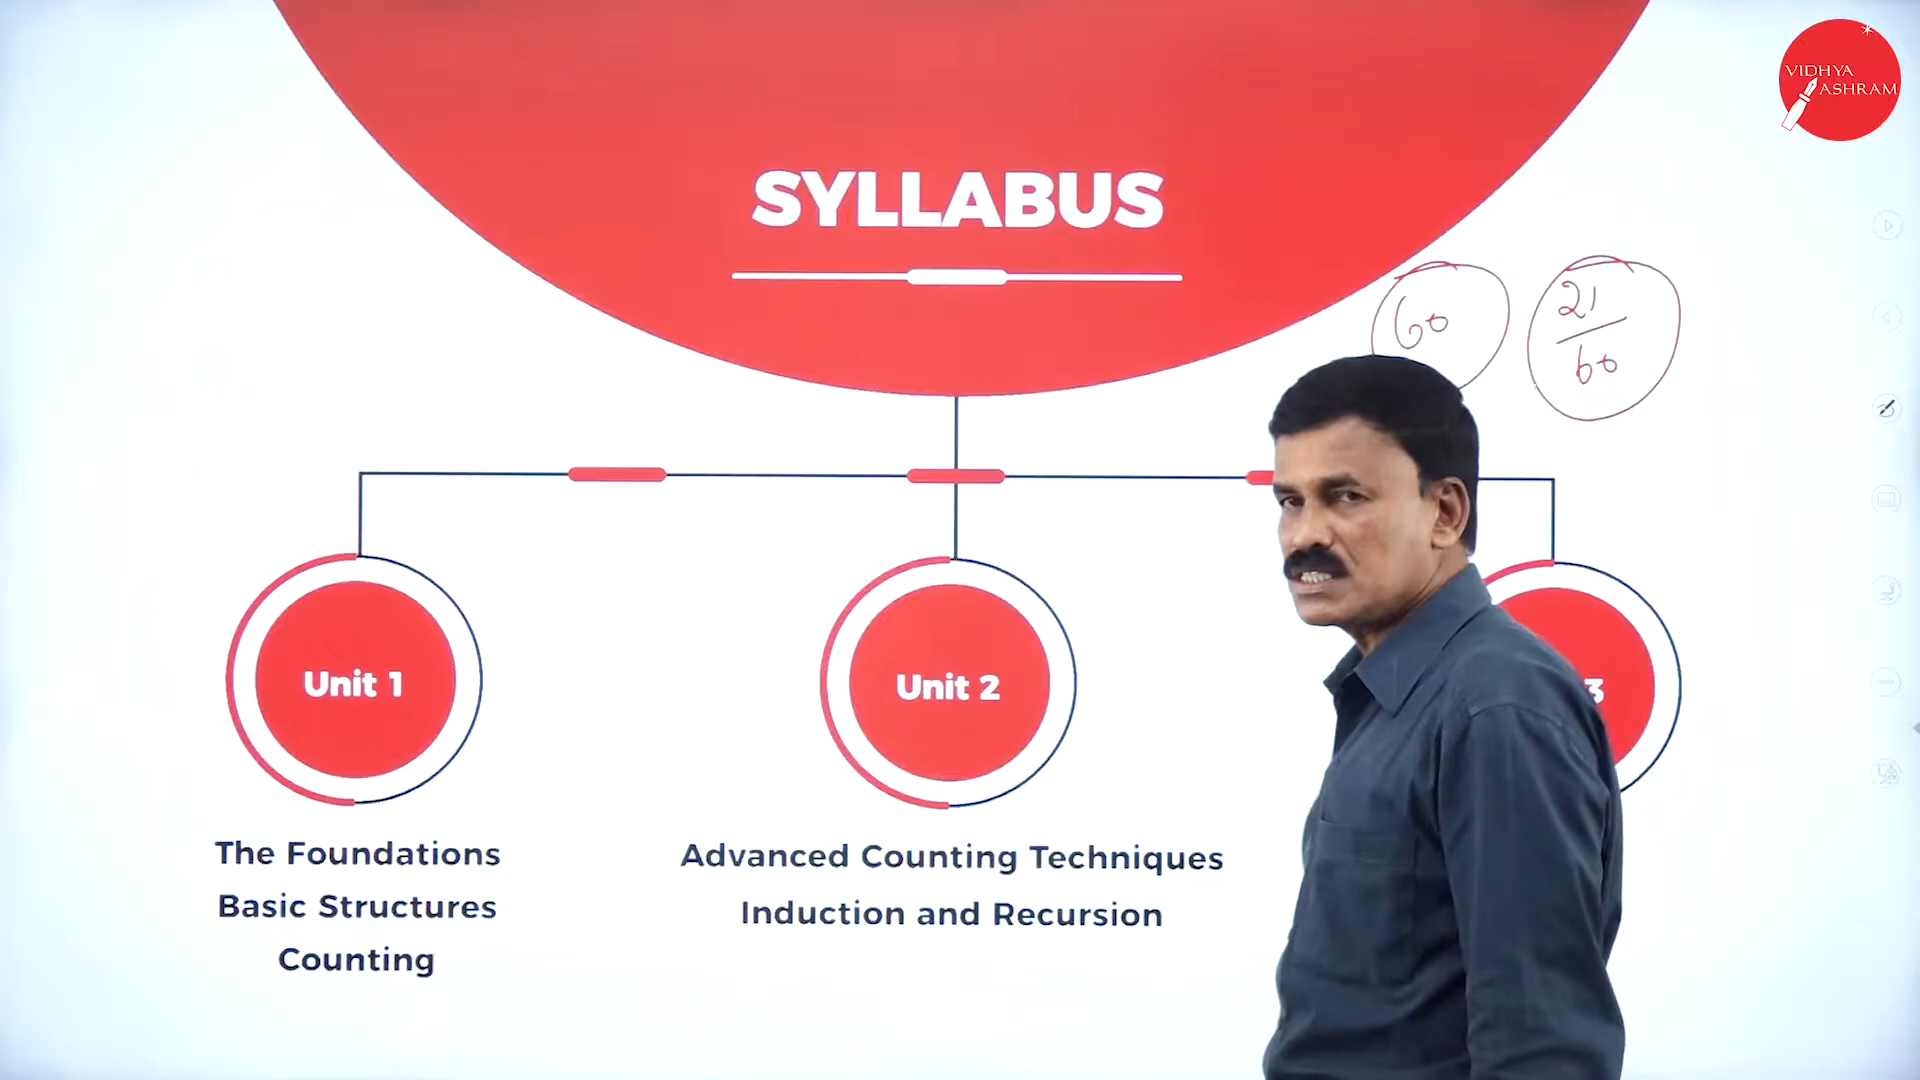 VIDHYA
ASHRAM
SYLLABUS
60
21
60
Unit 1
Unit 2
3
The Foundations
Basic Structures
Counting
Advanced Counting Techniques
Induction and Recursion